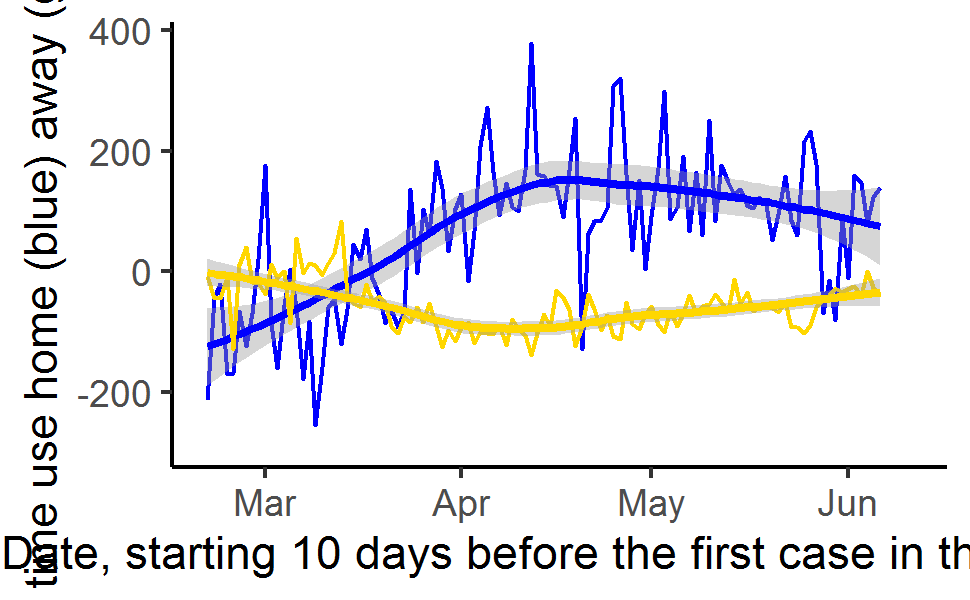 time use home (blue) away (
400
200
0
-200
Mar Apr May Jun
Date, starting 10 days before the first case in th